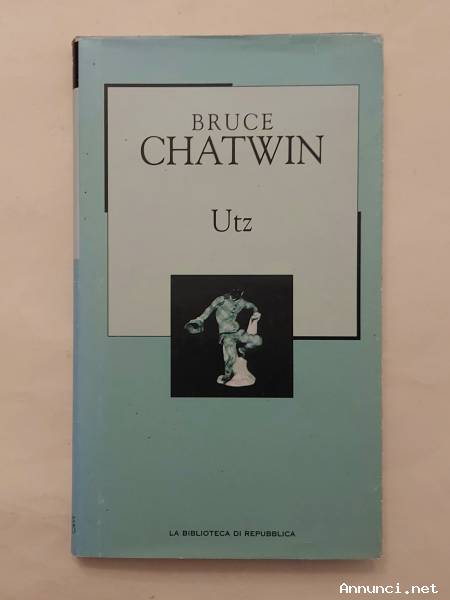 BRUCE
CHATWIN
Utz
LA BIBLIOTECA DI REPUBBLICA
Annunci.net